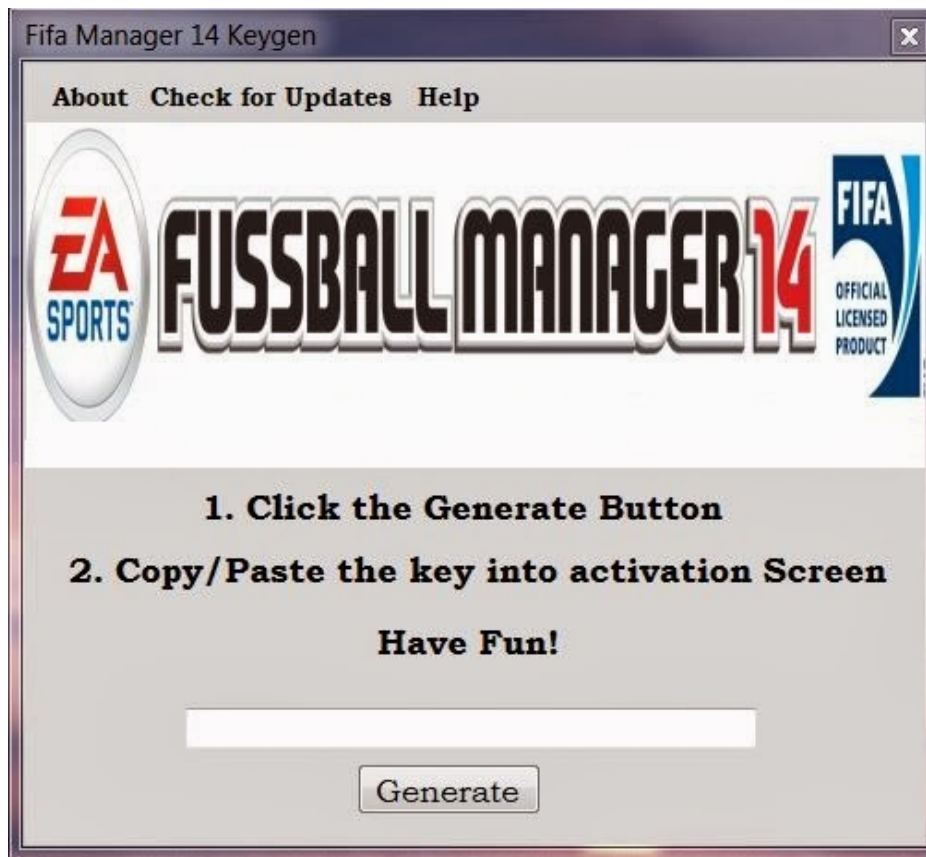 Fifa Manager 14 Keygen
About Check for Updates Help
EA
SPORTS
FUSSBALL MANAGER 14
FIFA
OFFICIAL
LICENSED
PRODUCT
1. Click the Generate Button
2. Copy/Paste the key into activation Screen
Have Fun!
Generate